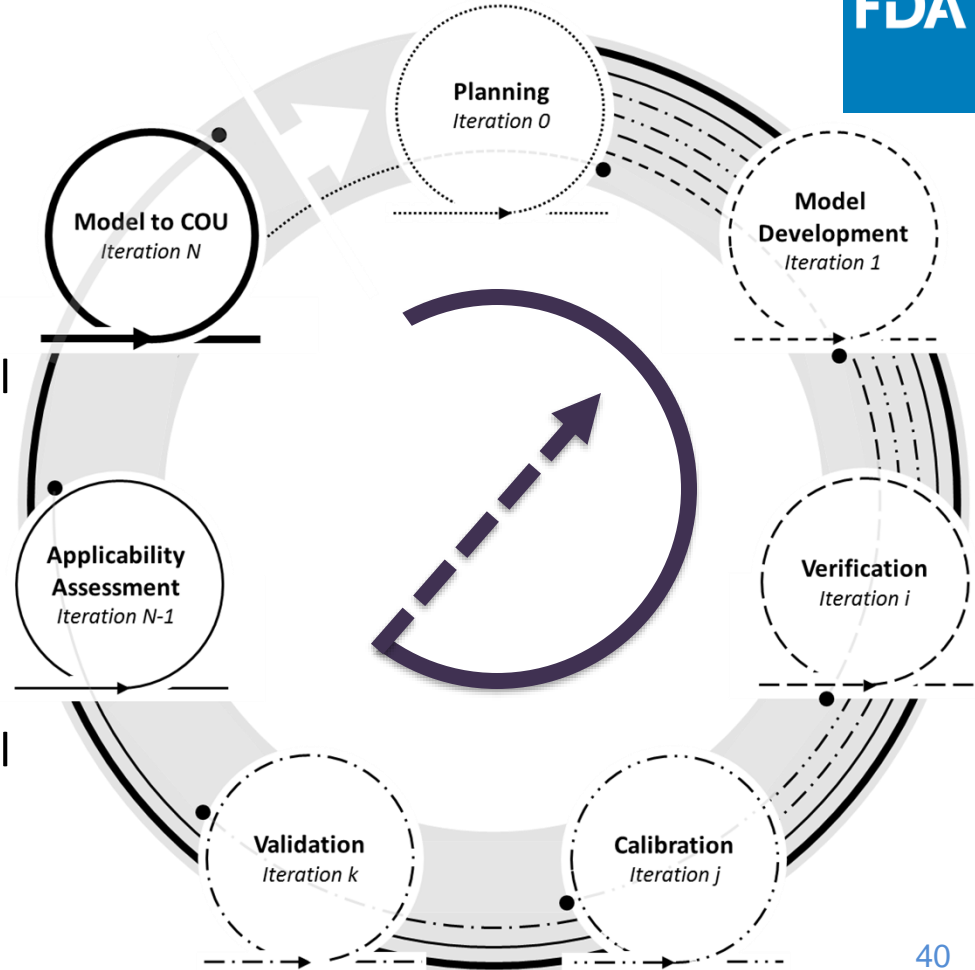 FDA
Planning
Iteration 0
Model
Development
Iteration 1
Verification
Iteration i
Calibration
Iteration j
Validation
Iteration k
Applicability
Assessment
Iteration N-1
Model to COU
Iteration N
40